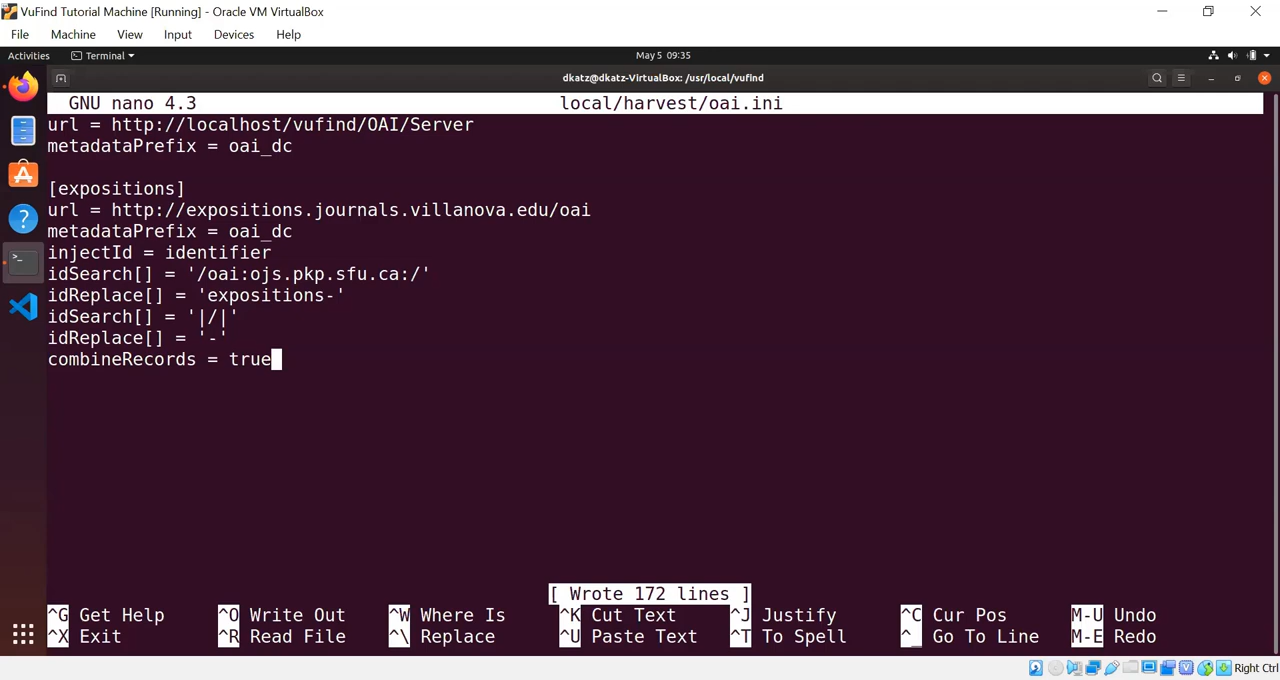 VuFind Tutorial Machine [Running] - Oracle VM VirtualBox
File Machine View Input Devices Help
Activities Terminal May 5 09:35
dkatz@dkatz-VirtualBox: /usr/local/vufind
GNU nano 4.3 local/harvest/oai.ini
url = http://localhost/vufind/OAI/Server
metadataPrefix = oai_dc
[expositions]
url = http://expositions.journals.villanova.edu/oai
metadataPrefix = oai_dc
injectId = identifier
idSearch[] = '/oai:ojs.pkp.sfu.ca:/'
idReplace[] = 'expositions-'
idSearch[] = '|/|'
idReplace[] = '-'
combineRecords = true
[ Wrote 172 lines ]
^G Get Help ^O Write Out ^W Where Is ^K Cut Text ^J Justify ^C Cur Pos M-U Undo
^X Exit ^R Read File ^\ Replace ^U Paste Text ^T To Spell ^_ Go To Line M-E Redo
Right Ctrl